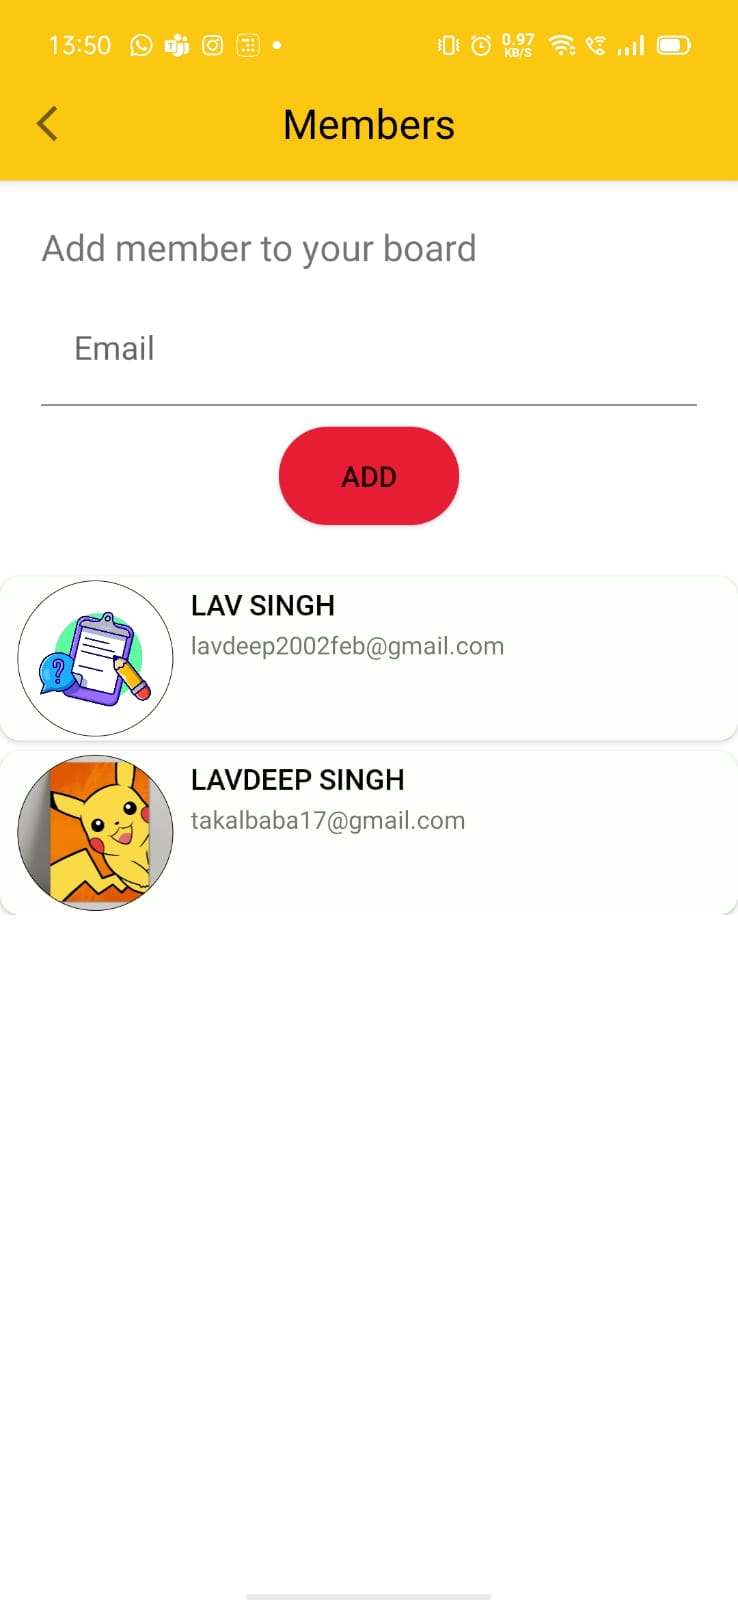 13:50 0.97
KB/S
Members
Add member to your board
Email
ADD
LAV SINGH
lavdeep2002feb@gmail.com
LAVDEEP SINGH
takalbaba17@gmail.com